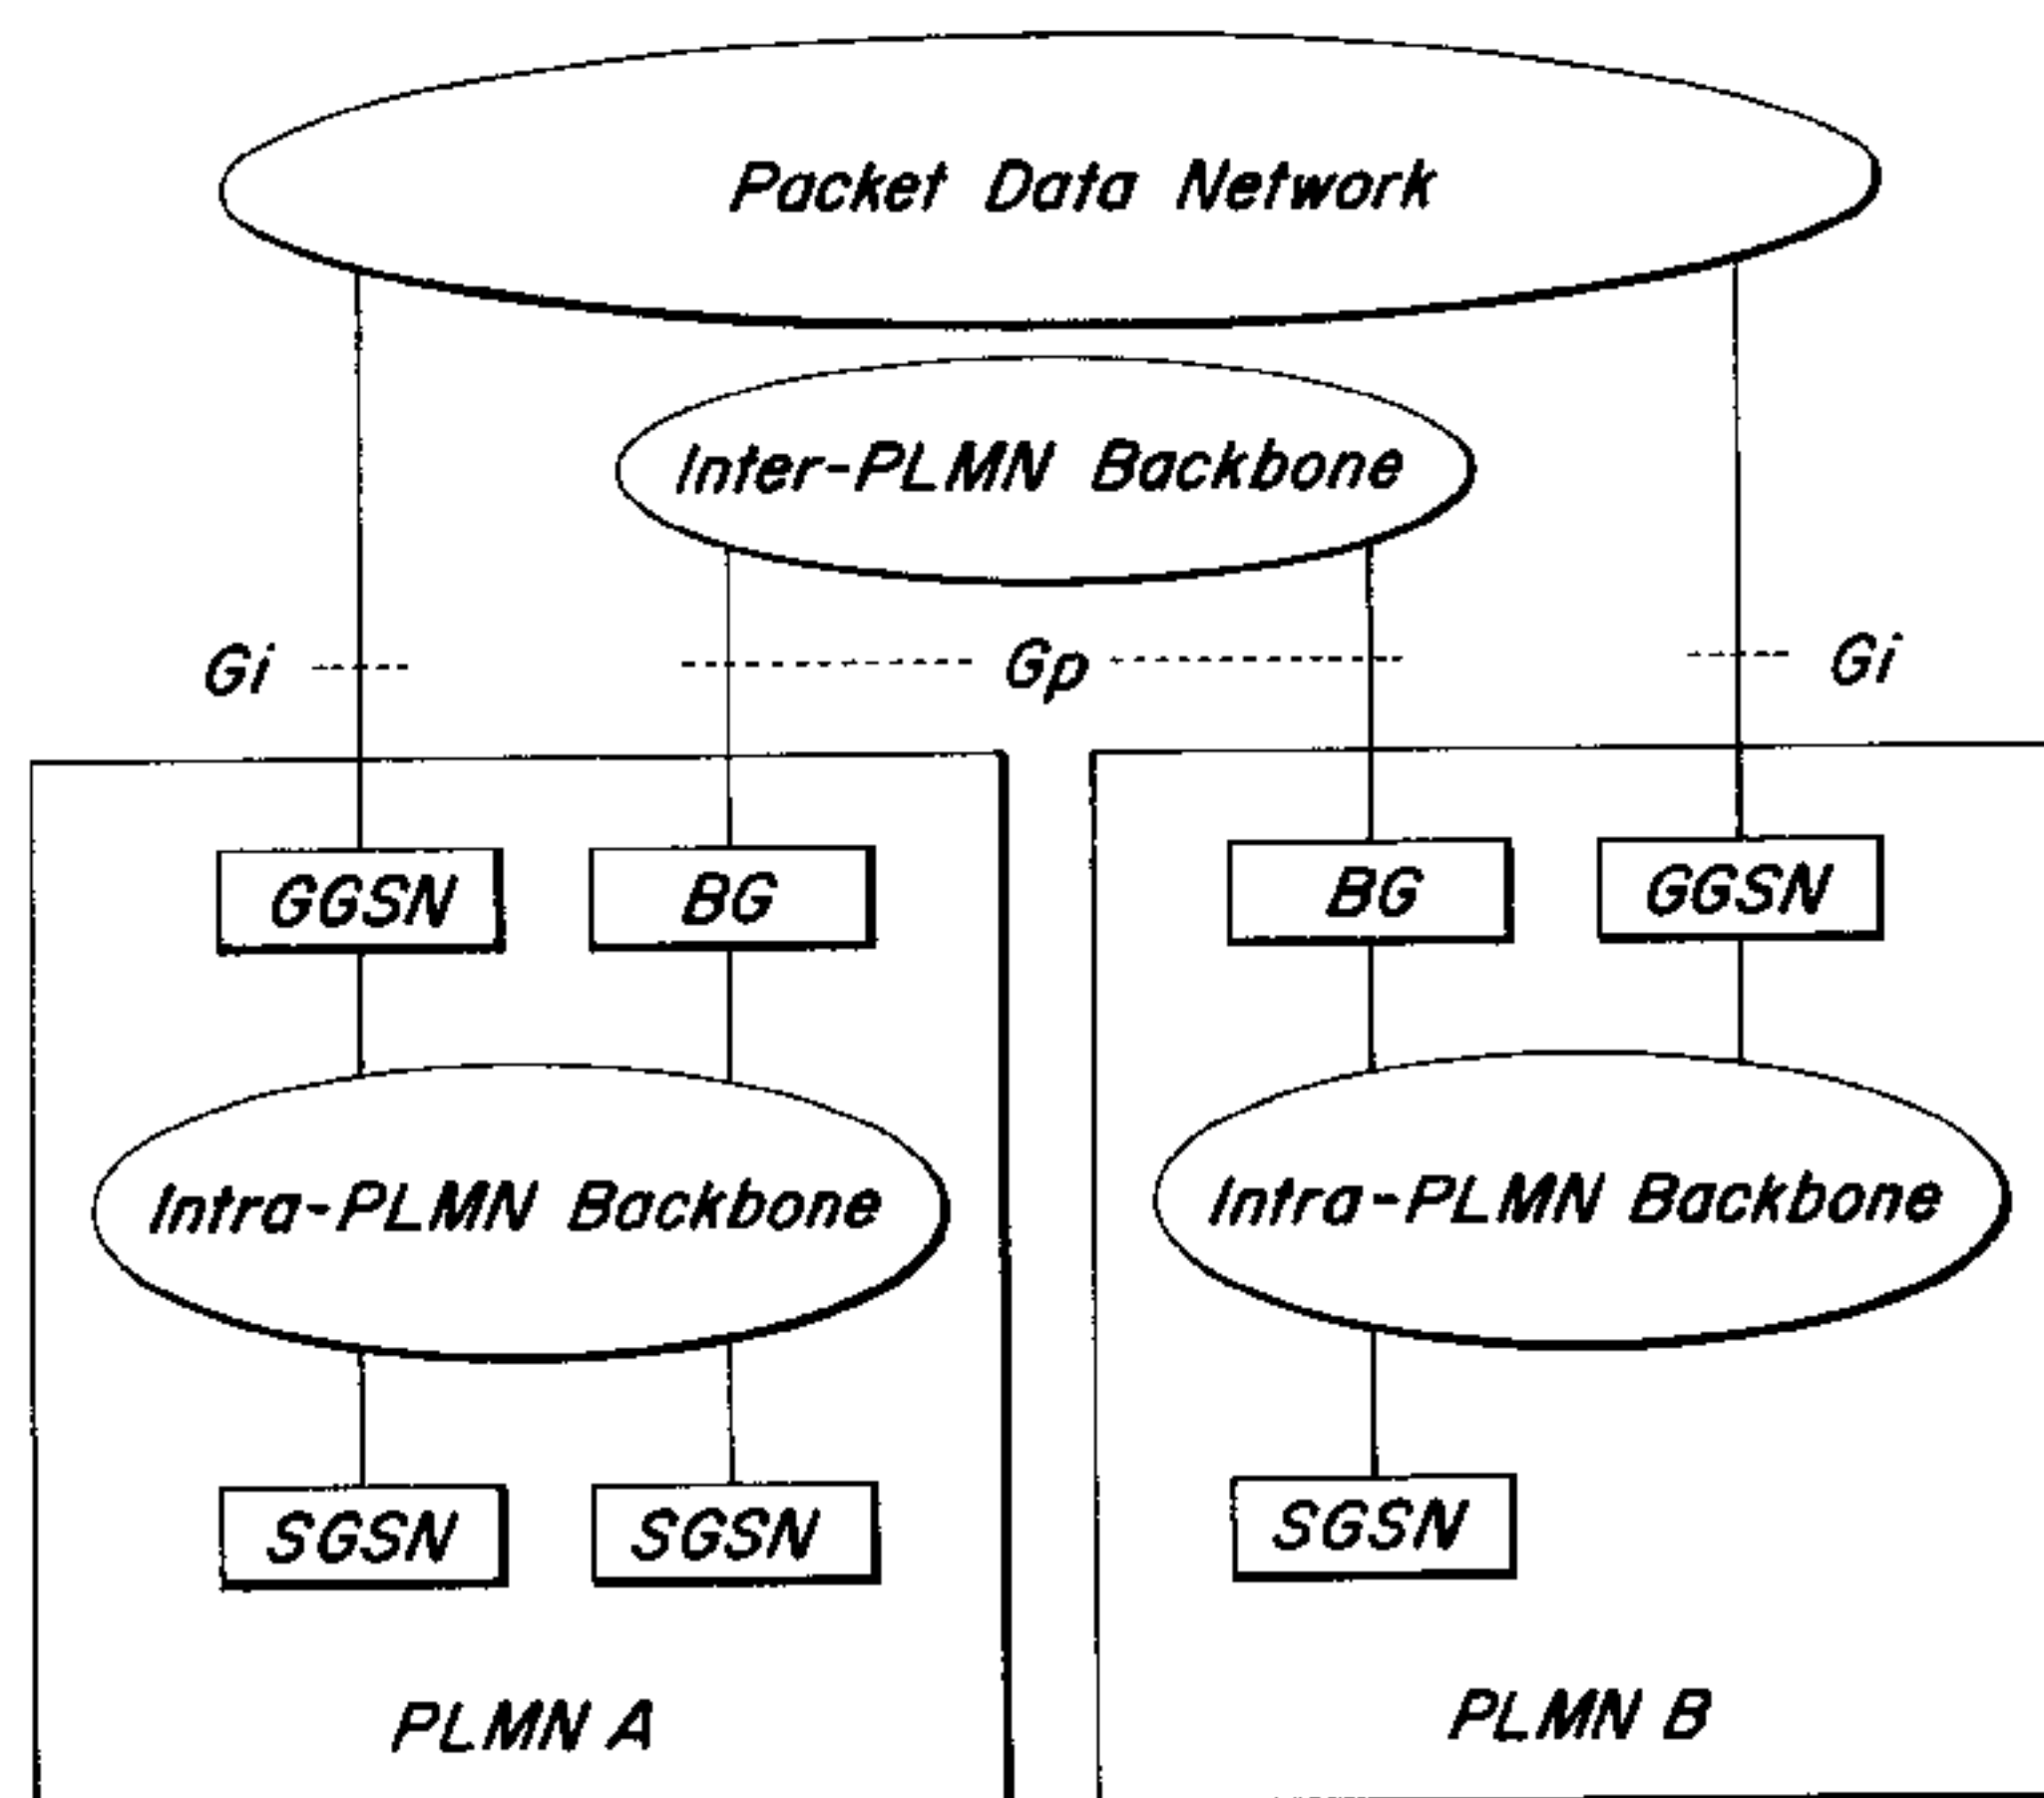 Packet Data Network
Inter-PLMN Backbone
Gi
Gp
Gi
GGSN
BG
BG
GGSN
Intra-PLMN Backbone
Intra-PLMN Backbone
SGSN
SGSN
SGSN
PLMN A
PLMN B